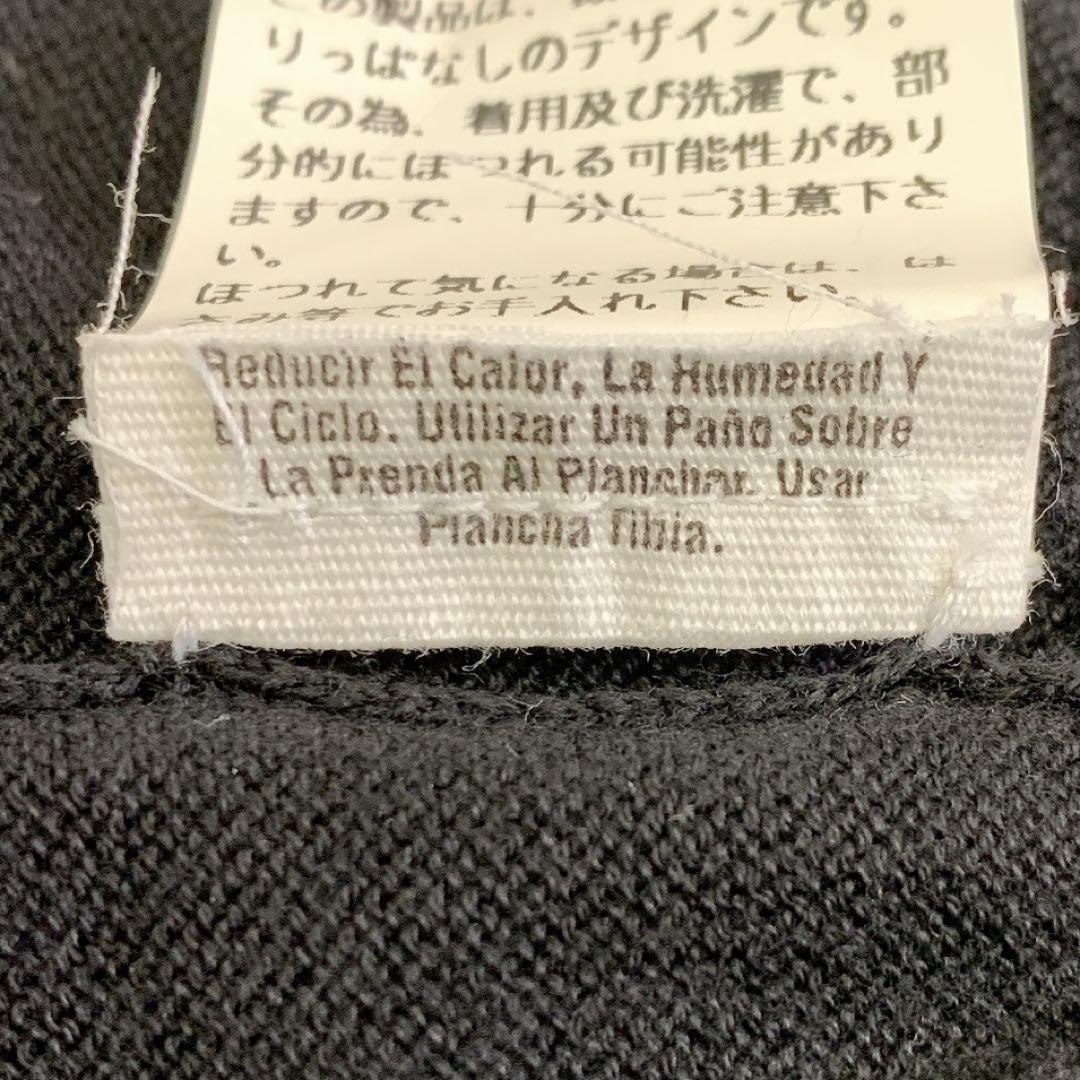 この製品は、
りっぱなしのデザインです。
その為、着用及び洗濯で、部
分的にほつれる可能性があり
ますので、十分にご注意下さ
い。
ほつれて気になる場合は、は
さみ等でお手入れ下さい。
Reducir El Calor, La Humedad Y
El Ciclo. Utilizar Un Paño Sobre
La Prenda Al Planchar. Usar
Plancha Tibia.